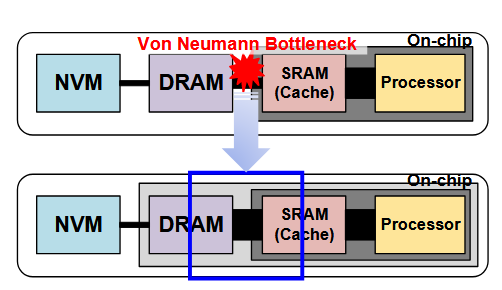 Von Neumann Bottleneck
On-chip
NVM
DRAM
SRAM
(Cache)
Processor
On-chip
NVM
DRAM
SRAM
(Cache)
Processor